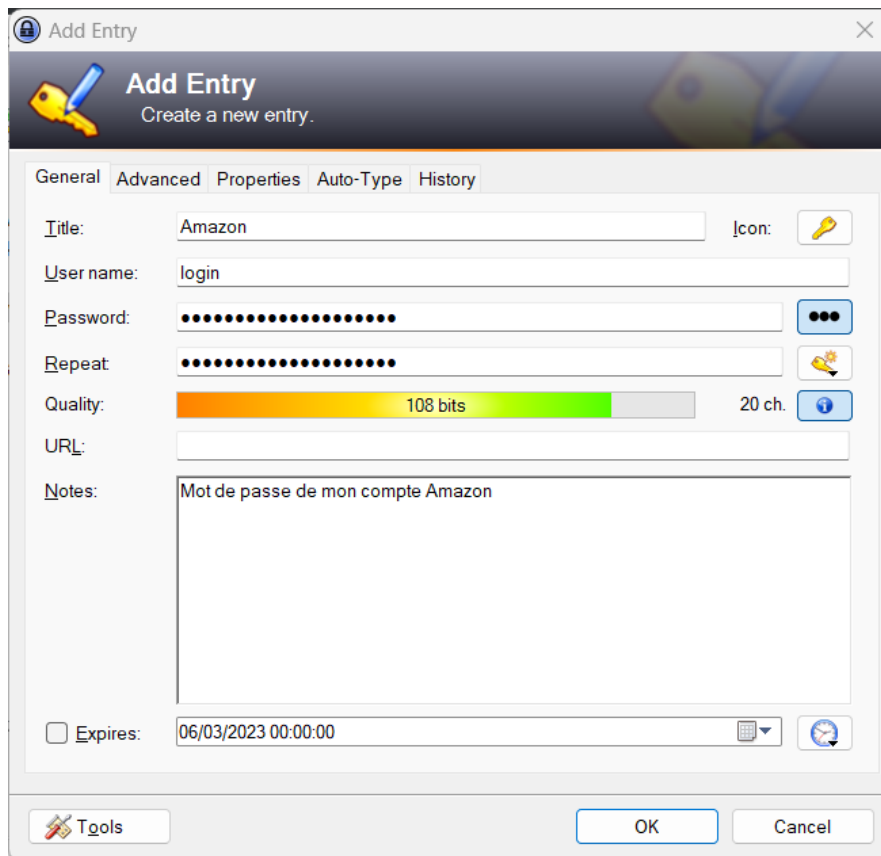 Add Entry
Add Entry
Create a new entry.
General Advanced Properties Auto-Type History
Title: Amazon Icon:
User name: login
Password: ●●●●●●●●●●●●●●●●●●●●
Repeat: ●●●●●●●●●●●●●●●●●●●●
Quality: 108 bits 20 ch.
URL:
Notes: Mot de passe de mon compte Amazon
Expires: 06/03/2023 00:00:00
Tools OK Cancel